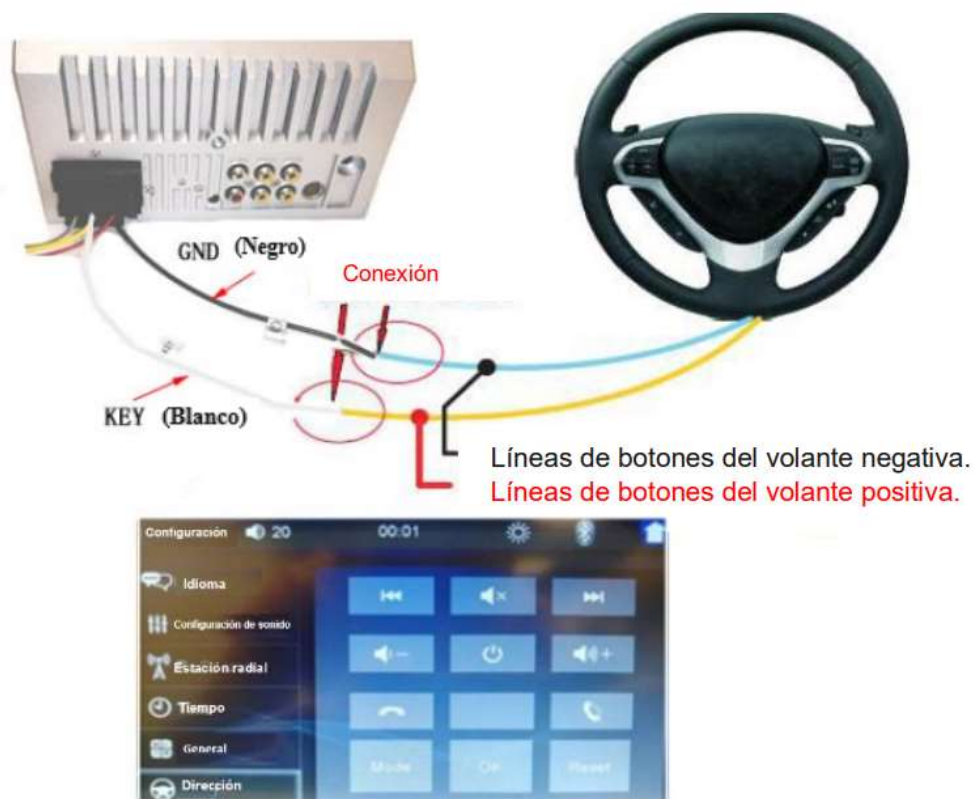 GND (Negro)
Conexión
KEY (Blanco)
Líneas de botones del volante negativa.
Líneas de botones del volante positiva.
Configuración 20 00:01
Idioma
Configuración de sonido
Estación radial
Tiempo
General
Dirección
Mode On Reset